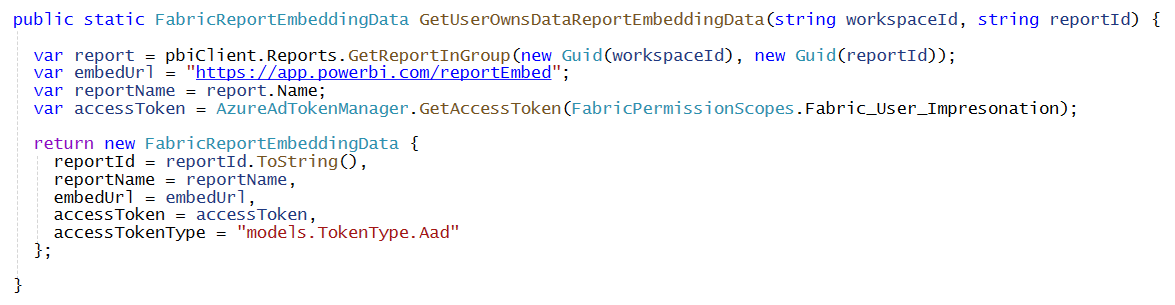 public static FabricReportEmbeddingData GetUserOwnsDataReportEmbeddingData(string workspaceId, string reportId) {
var report = pbiClient.Reports.GetReportInGroup(new Guid(workspaceId), new Guid(reportId));
var embedUrl = "https://app.powerbi.com/reportEmbed";
var reportName = report.Name;
var accessToken = AzureAdTokenManager.GetAccessToken(FabricPermissionScopes.Fabric_User_Impresonation);
return new FabricReportEmbeddingData {
reportId = reportId.ToString(),
reportName = reportName,
embedUrl = embedUrl,
accessToken = accessToken,
accessTokenType = "models.TokenType.Aad"
};
}